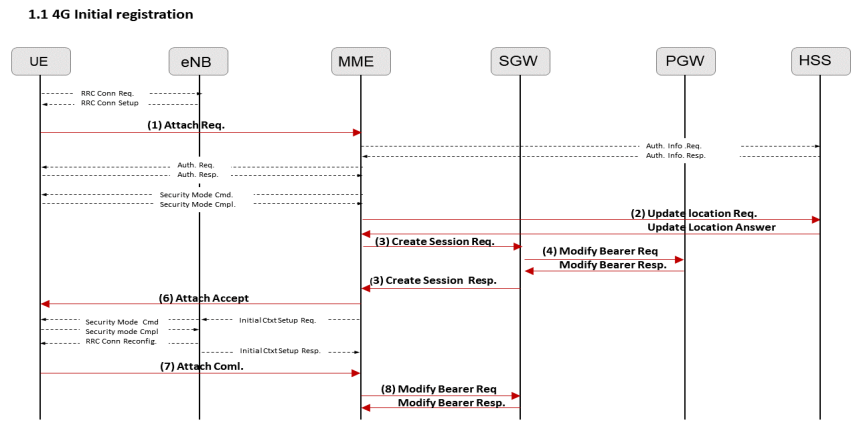 1.1 4G Initial registration
UE
eNB
MME
SGW
PGW
HSS
RRC Conn Req.
RRC Conn Setup
(1) Attach Req.
Auth. Info .Req.
Auth. Info. Resp.
Auth. Req.
Auth. Resp.
Security Mode Cmd.
Security Mode Cmpl.
(2) Update location Req.
Update Location Answer
(3) Create Session Req.
(4) Modify Bearer Req
Modify Bearer Resp.
(3) Create Session Resp.
(6) Attach Accept
Security Mode Cmd
Initial Ctxt Setup Req.
Security mode Cmpl
RRC Conn Reconfig.
Initial Ctxt Setup Resp.
(7) Attach Coml.
(8) Modify Bearer Req
Modify Bearer Resp.